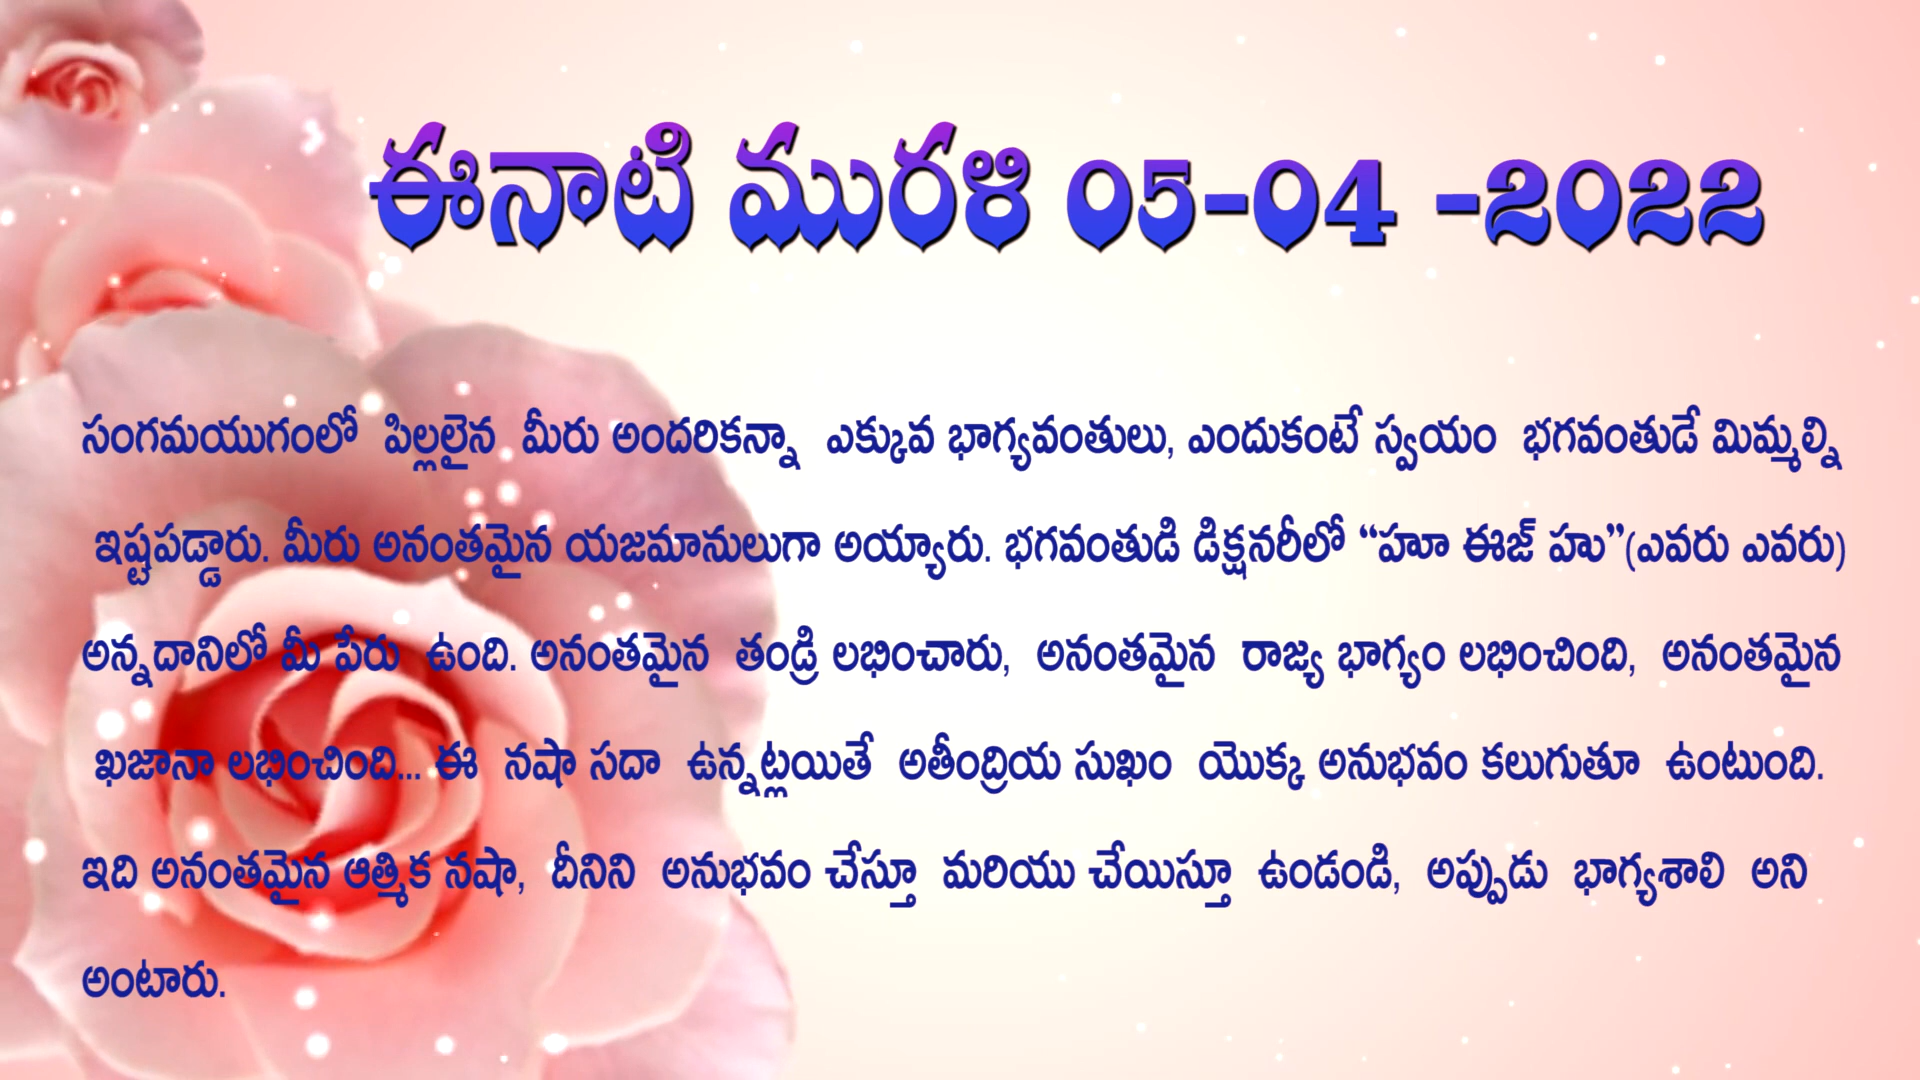 ఈనాటి మురళి 05-04 -2022
సంగమయుగంలో పిల్లలైన మీరు అందరికన్నా ఎక్కువ భాగ్యవంతులు, ఎందుకంటే స్వయం భగవంతుడే మిమ్మల్ని
ఇష్టపడ్డారు. మీరు అనంతమైన యజమానులుగా అయ్యారు. భగవంతుడి డిక్షనరీలో “హూ ఈజ్ హు”(ఎవరు ఎవరు)
అన్నదానిలో మీ పేరు ఉంది. అనంతమైన తండ్రి లభించారు, అనంతమైన రాజ్య భాగ్యం లభించింది, అనంతమైన
ఖజానా లభించింది... ఈ నషా సదా ఉన్నట్లయితే అతీంద్రియ సుఖం యొక్క అనుభవం కలుగుతూ ఉంటుంది.
ఇది అనంతమైన ఆత్మిక నషా, దీనిని అనుభవం చేస్తూ మరియు చేయిస్తూ ఉండండి, అప్పుడు భాగ్యశాలి అని
అంటారు.